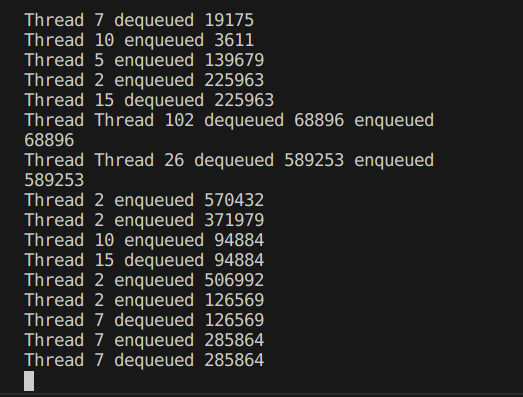 Thread 7 dequeued 19175
Thread 10 enqueued 3611
Thread 5 enqueued 139679
Thread 2 enqueued 225963
Thread 15 dequeued 225963
Thread Thread 102 dequeued 68896 enqueued
68896
Thread Thread 26 dequeued 589253 enqueued
589253
Thread 2 enqueued 570432
Thread 2 enqueued 371979
Thread 10 enqueued 94884
Thread 15 dequeued 94884
Thread 2 enqueued 506992
Thread 2 enqueued 126569
Thread 7 dequeued 126569
Thread 7 enqueued 285864
Thread 7 dequeued 285864